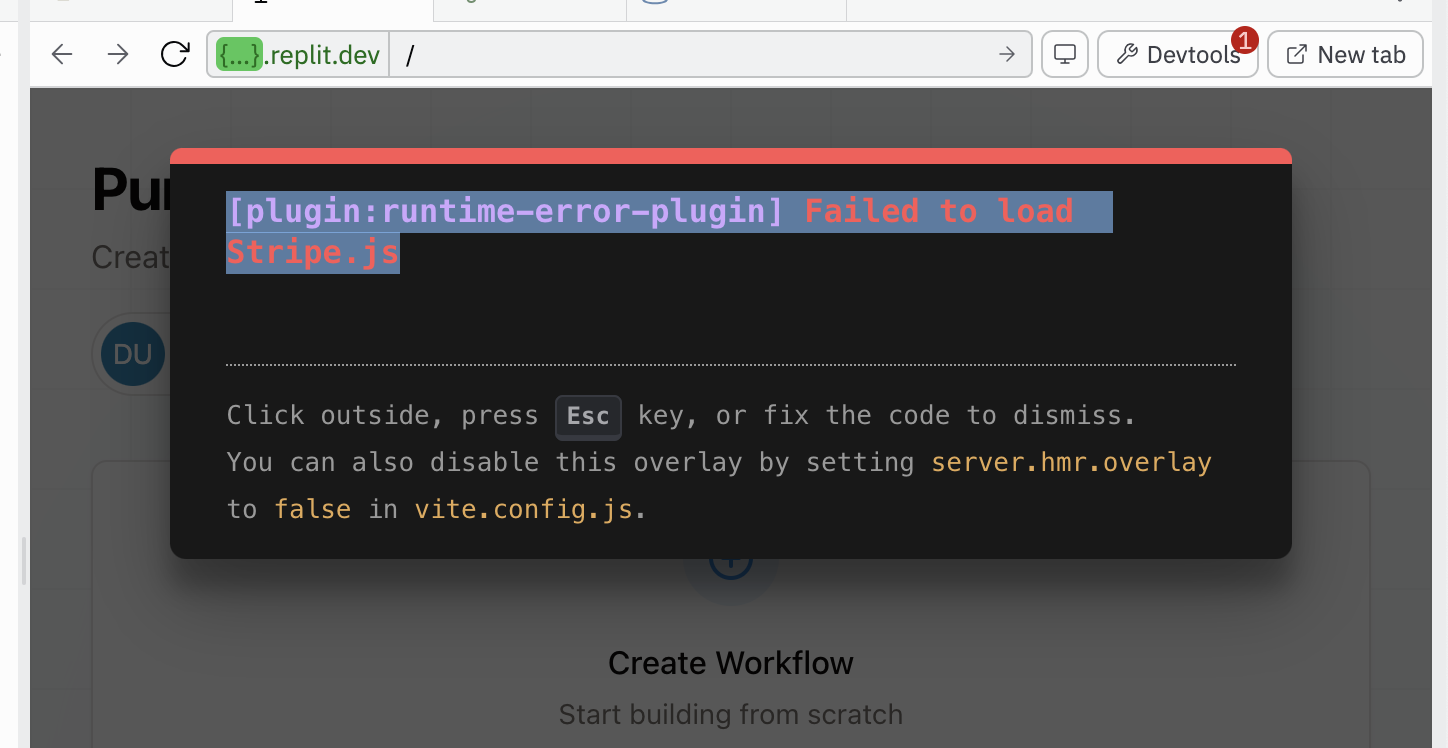 {...}.replit.dev /
Devtools 1
New tab
[plugin:runtime-error-plugin] Failed to load
Stripe.js
Creat
DU
Click outside, press Esc key, or fix the code to dismiss.
You can also disable this overlay by setting server.hmr.overlay
to false in vite.config.js.
Create Workflow
Start building from scratch